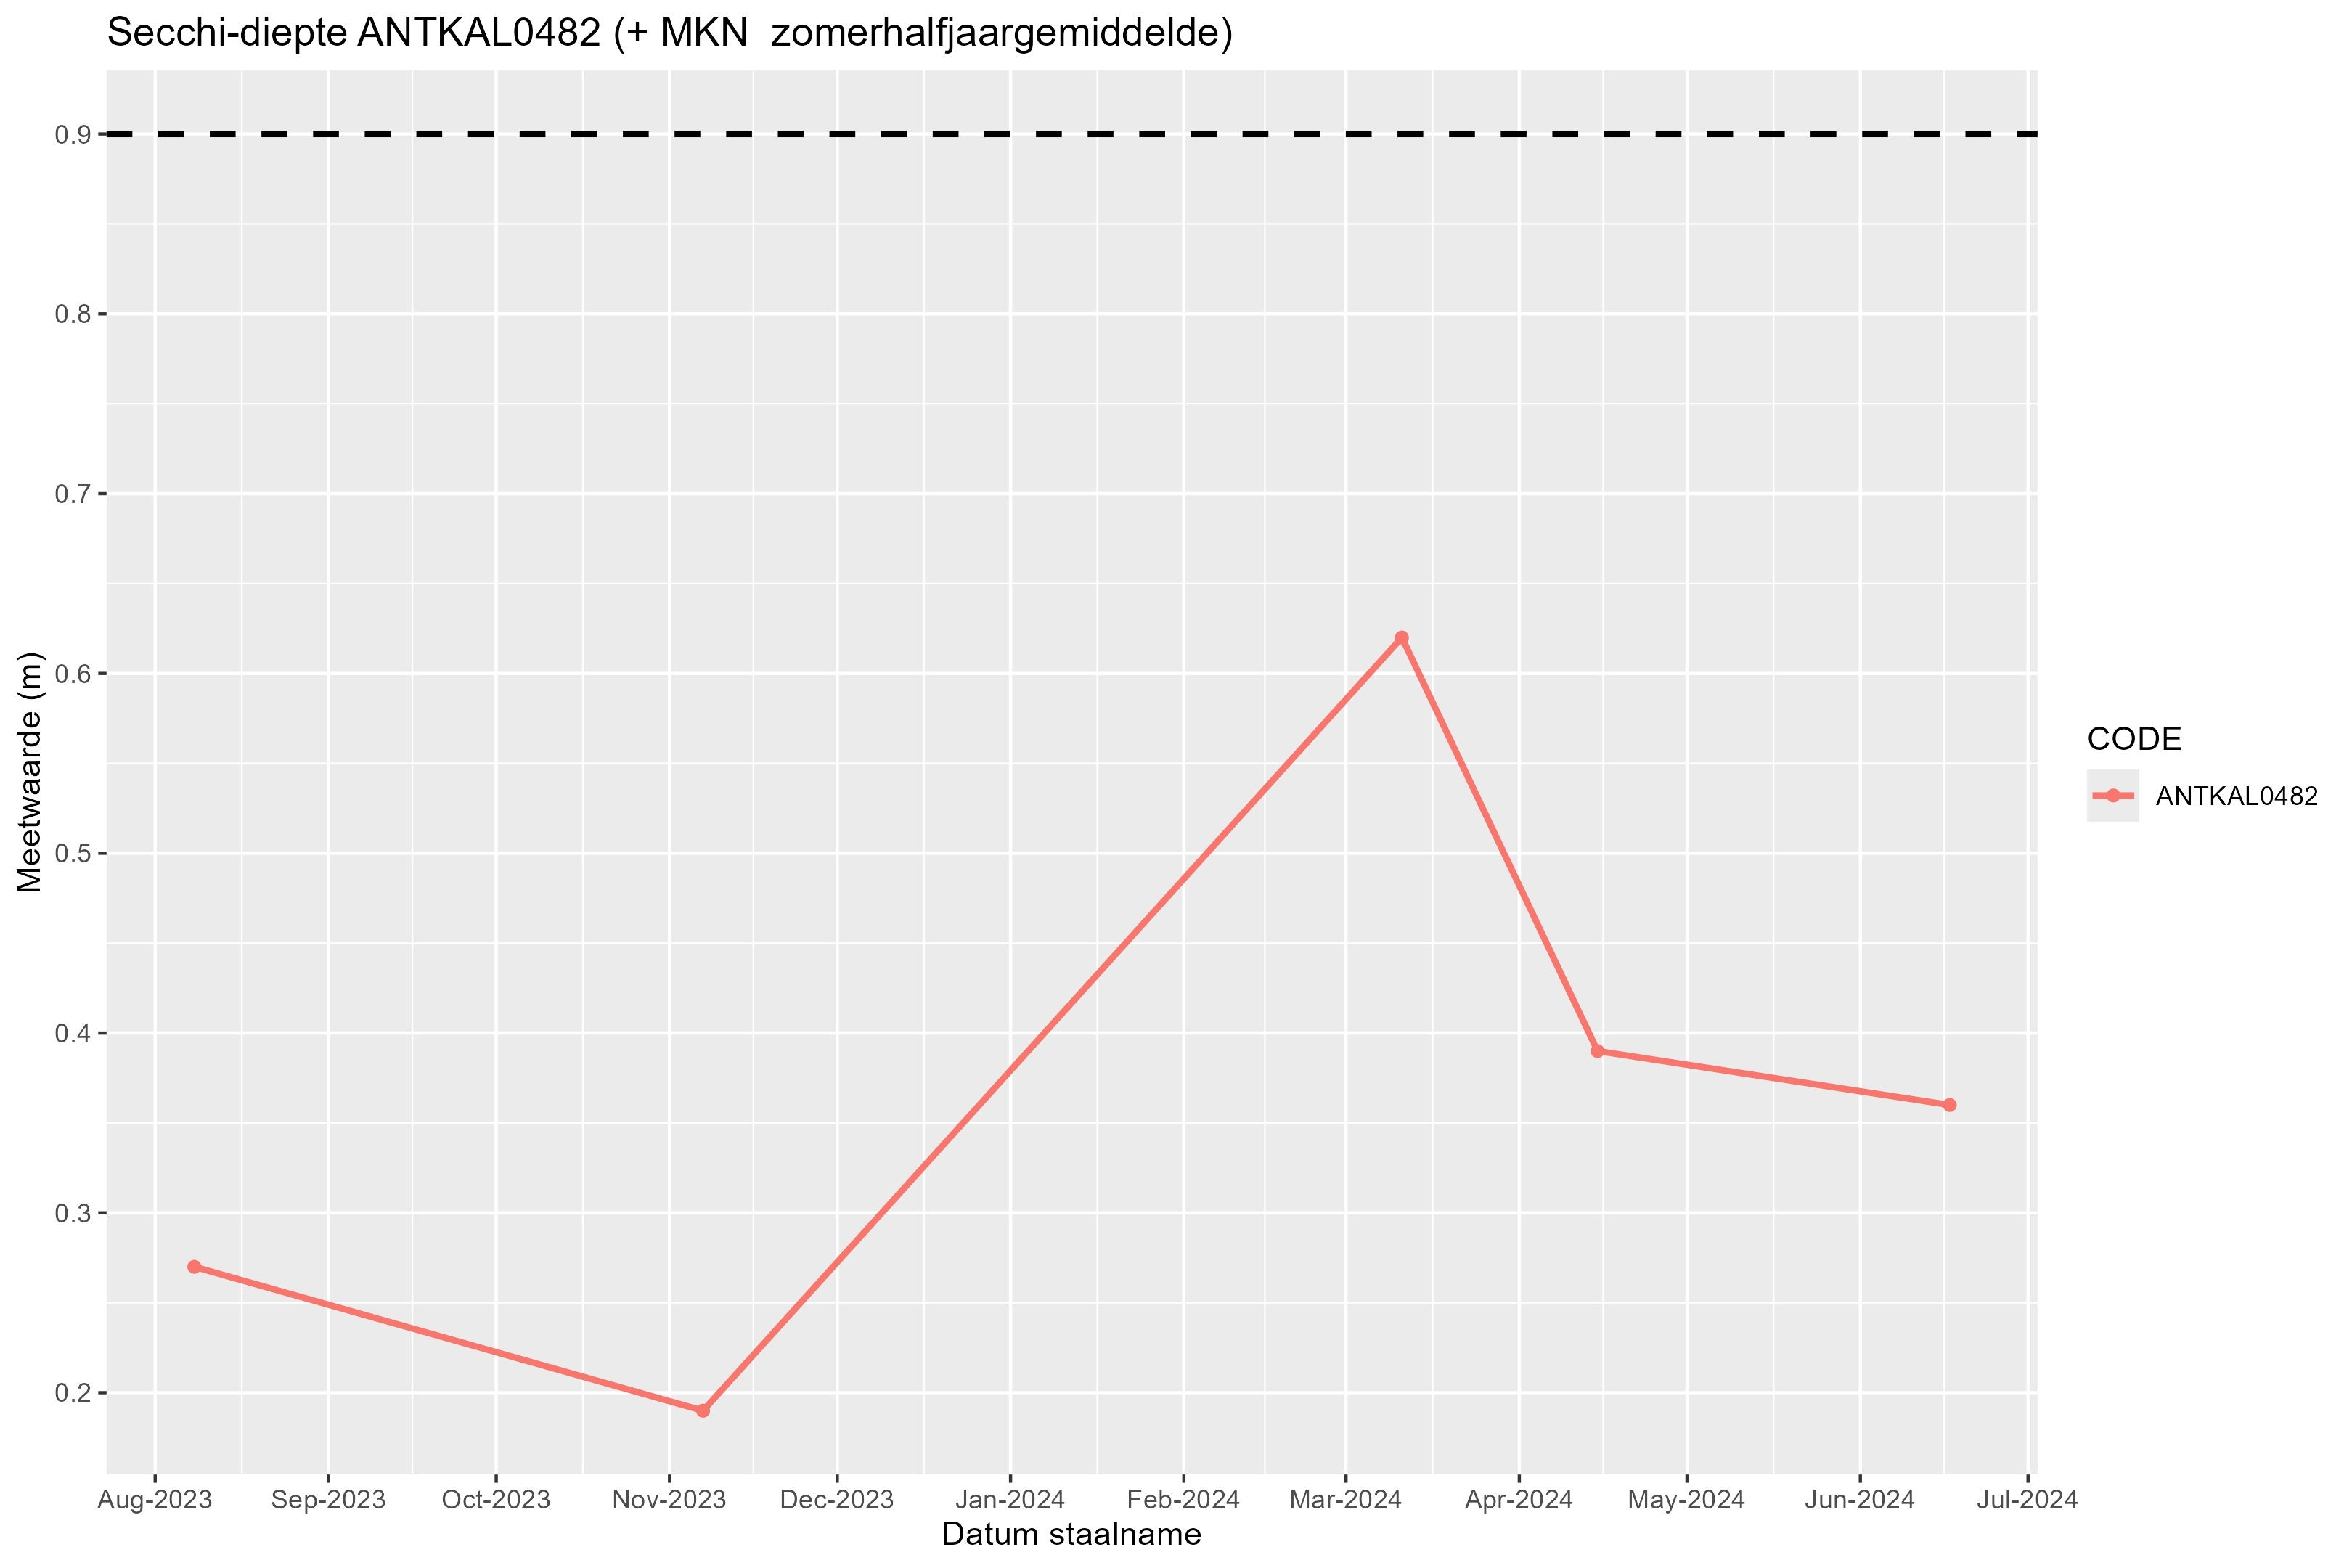 Secchi-diepte ANTKAL0482 (+ MKN  zomerhalfjaargemiddelde)
Meetwaarde (m)
0.9
0.8
0.7
0.6
0.5
0.4
0.3
0.2
Aug-2023 Sep-2023 Oct-2023 Nov-2023 Dec-2023 Jan-2024 Feb-2024 Mar-2024 Apr-2024 May-2024 Jun-2024 Jul-2024
Datum staalname
CODE
ANTKAL0482